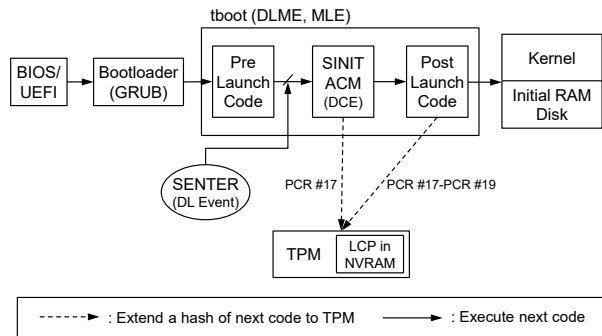 tboot (DLME, MLE)
BIOS/
UEFI
Bootloader
(GRUB)
Pre
Launch
Code
SINIT
ACM
(DCE)
Post
Launch
Code
Kernel
Initial RAM
Disk
SENTER
(DL Event)
PCR #17
PCR #17-PCR #19
TPM
LCP in
NVRAM
: Extend a hash of next code to TPM
: Execute next code